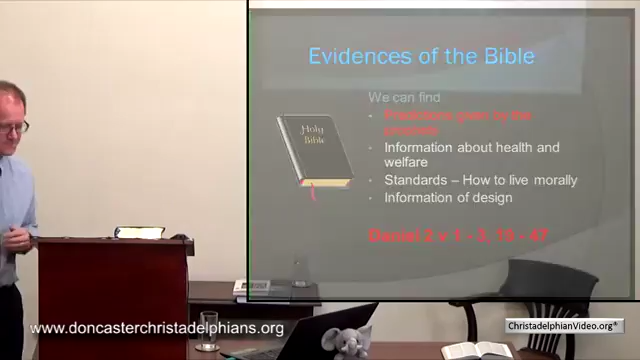 Evidences of the Bible
We can find
- Predictions given by the
prophets
- Information about health and
welfare
- Standards – How to live morally
- Information of design
Daniel 2 v 1 - 3, 19 - 47
Holy
Bible
www.doncasterchristadelphians.org
ChristadelphianVideo.org®